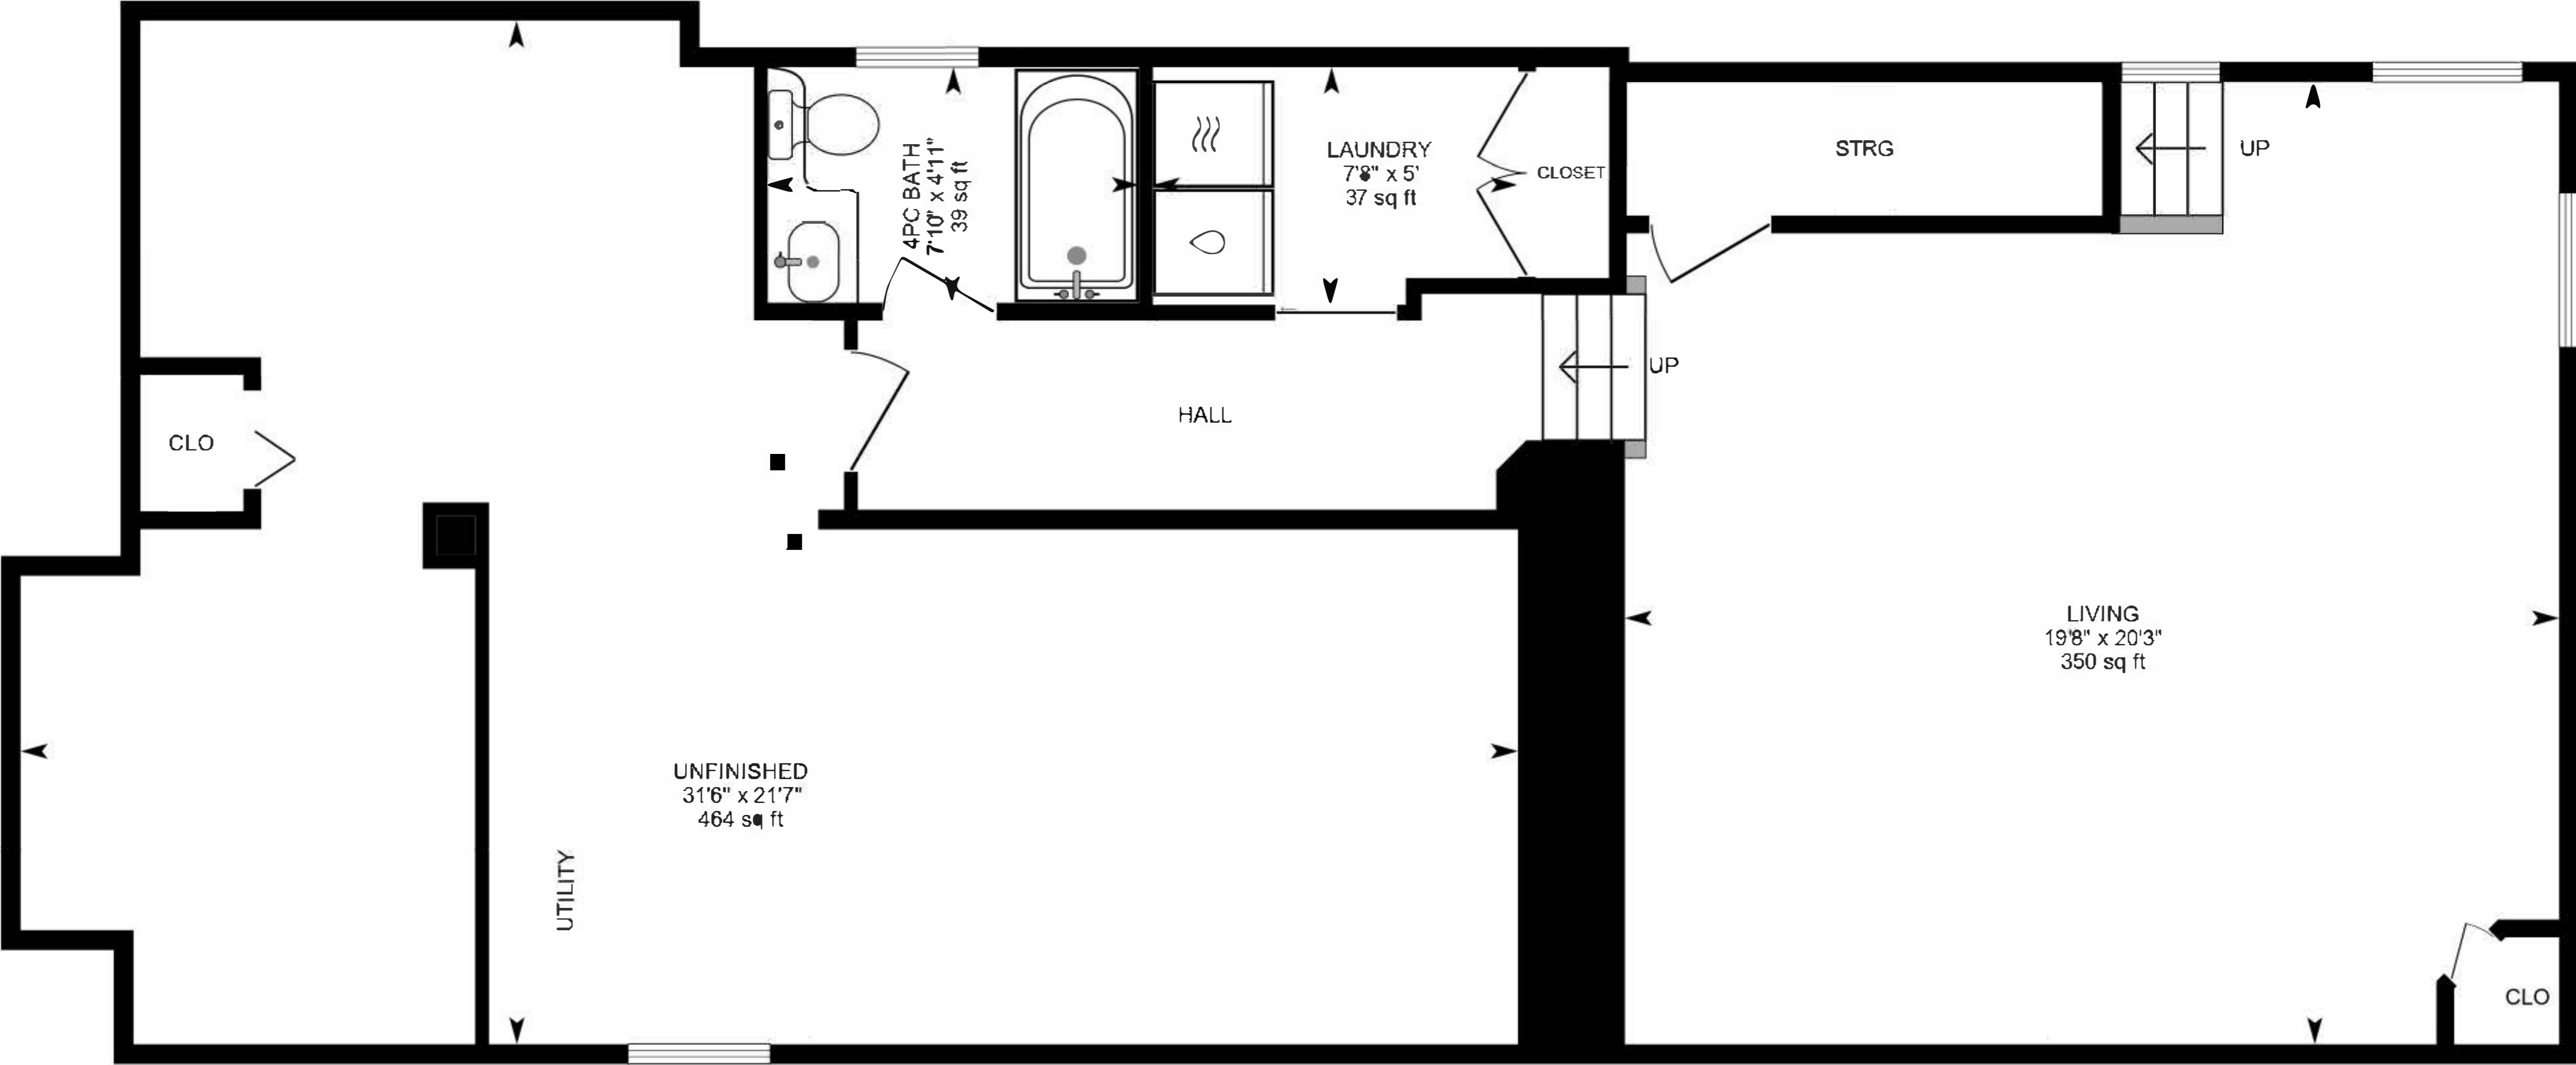 4PC BATH
7'10" x 4'11"
39 sq ft
LAUNDRY
7'8" x 5'
37 sq ft
CLOSET
STRG
UP
UP
HALL
CLO
LIVING
19'8" x 20'3"
350 sq ft
UNFINISHED
31'6" x 21'7"
464 sq ft
UTILITY
CLO